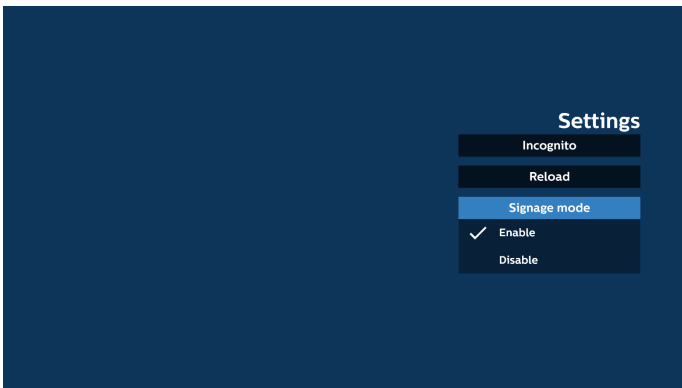 Settings
Incognito
Reload
Signage mode
Enable
Disable